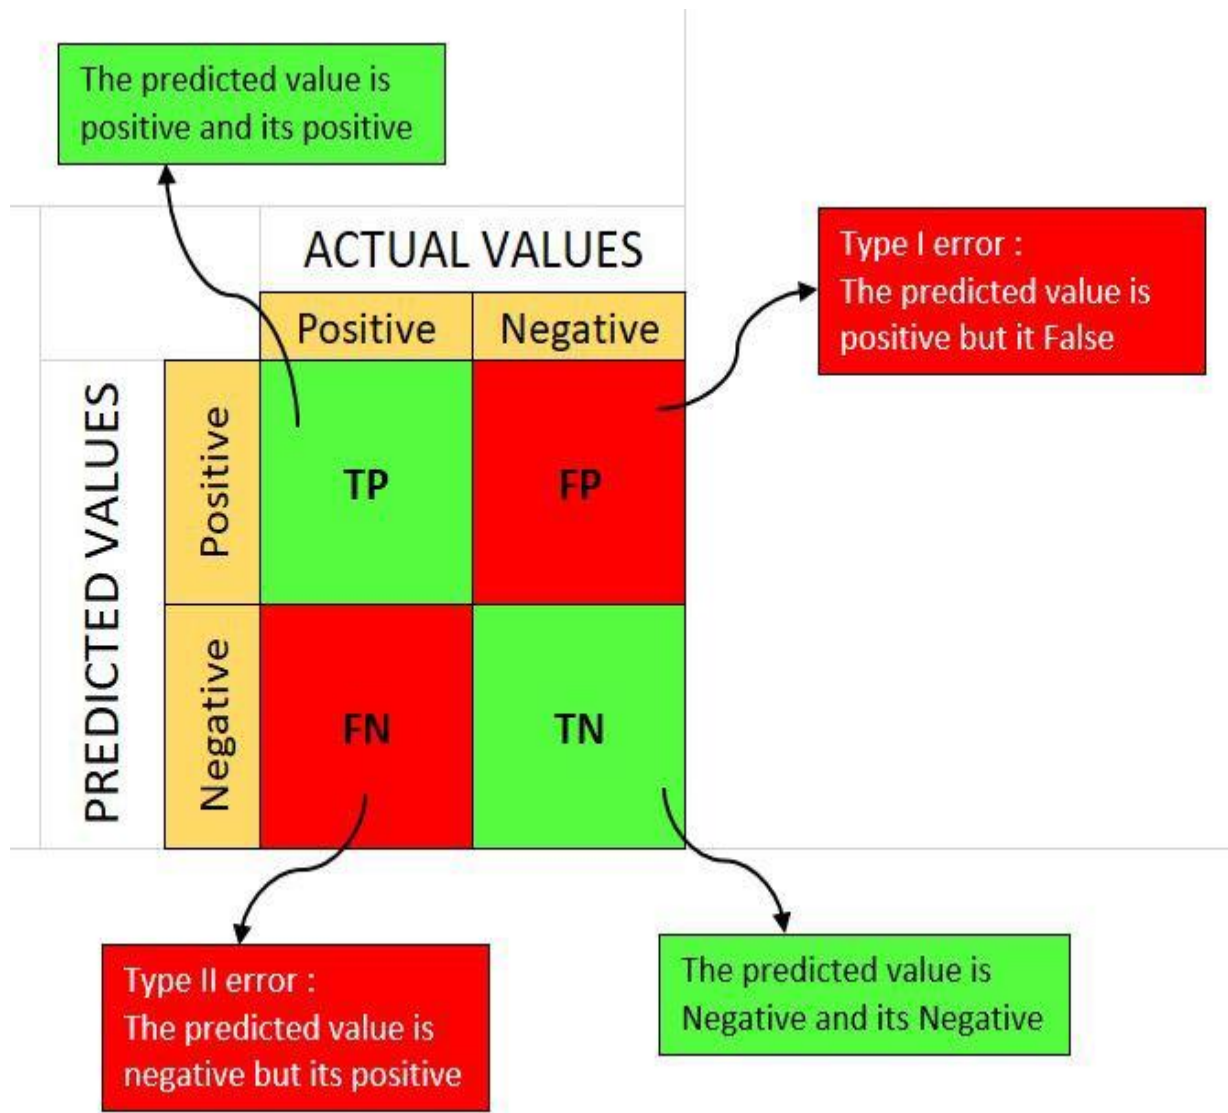 The predicted value is
positive and its positive
ACTUAL VALUES
Type I error :
The predicted value is
positive but it False
Positive
Negative
PREDICTED VALUES
Positive
TP
FP
Negative
FN
TN
Type II error :
The predicted value is
negative but its positive
The predicted value is
Negative and its Negative